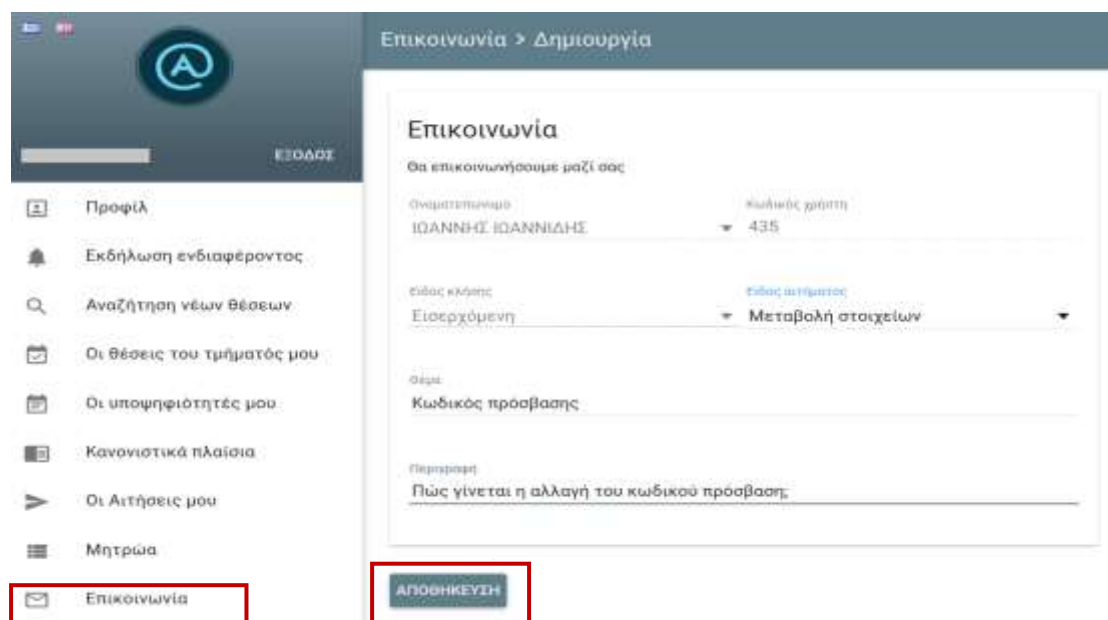 Επικοινωνία > Δημιουργία
ΕΞΟΔΟΣ
Προφίλ
Εκδήλωση ενδιαφέροντος
Αναζήτηση νέων θέσεων
Οι θέσεις του τμήματός μου
Οι υποψηφιότητές μου
Κανονιστικά πλαίσια
Οι Αιτήσεις μου
Μητρώα
Επικοινωνία
Επικοινωνία
Θα επικοινωνήσουμε μαζί σας
Ονοματεπώνυμο Κωδικός χρήστη
ΙΩΑΝΝΗΣ ΙΩΑΝΝΙΔΗΣ 435
Είδος κλήσης Είδος αιτήματος
Εισερχόμενη Μεταβολή στοιχείων
Θέμα
Κωδικός πρόσβασης
Περιγραφή
Πώς γίνεται η αλλαγή του κωδικού πρόσβαση;
ΑΠΟΘΗΚΕΥΣΗ